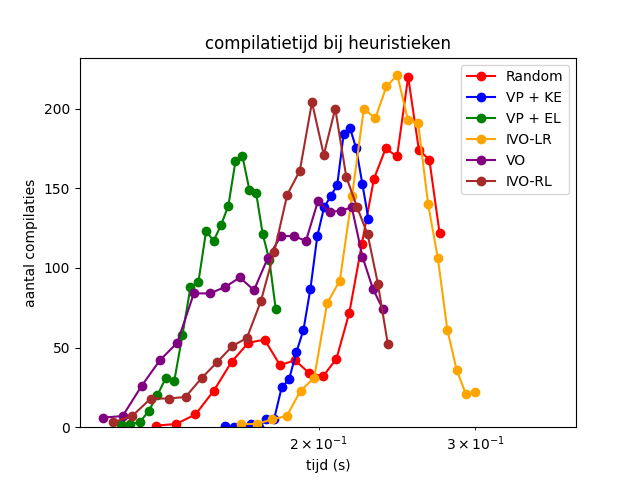 compilatietijd bij heuristieken
aantal compilaties
200
150
100
50
0
2 × 10⁻¹
3 × 10⁻¹
tijd (s)
Random
VP + KE
VP + EL
IVO-LR
VO
IVO-RL